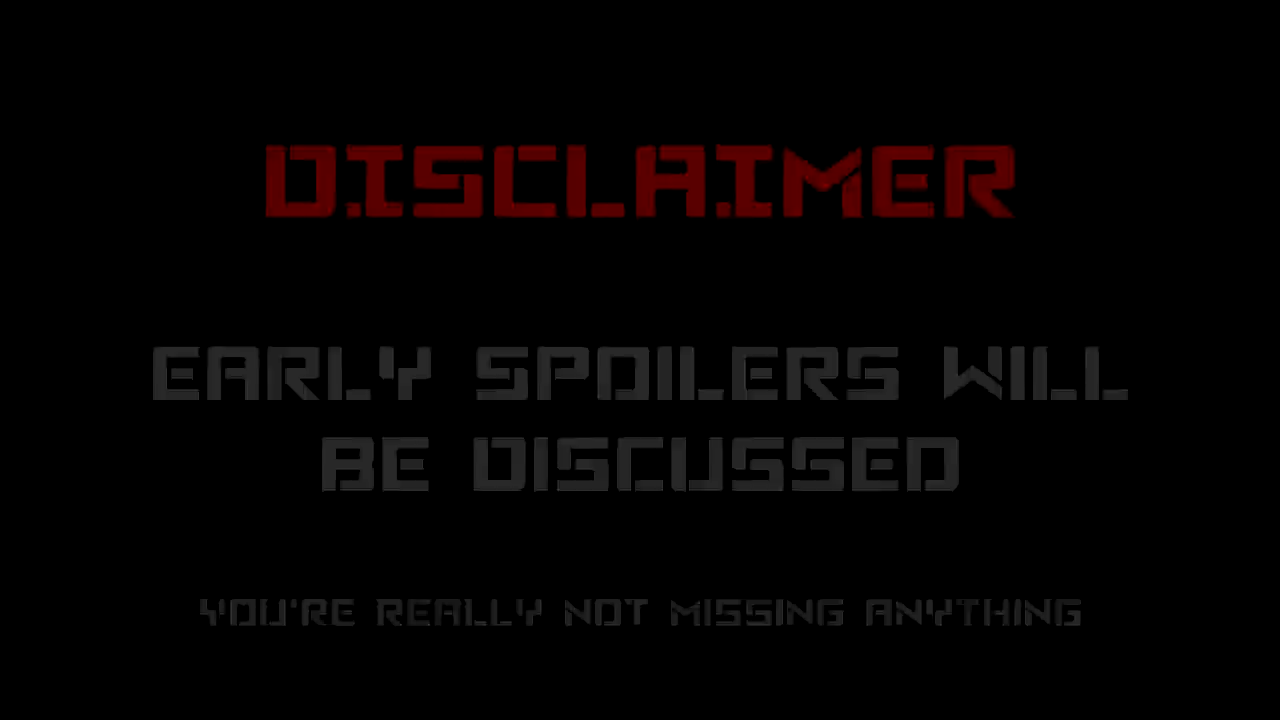 DISCLAIMER
EARLY SPOILERS WILL
BE DISCUSSED
YOU'RE REALLY NOT MISSING ANYTHING